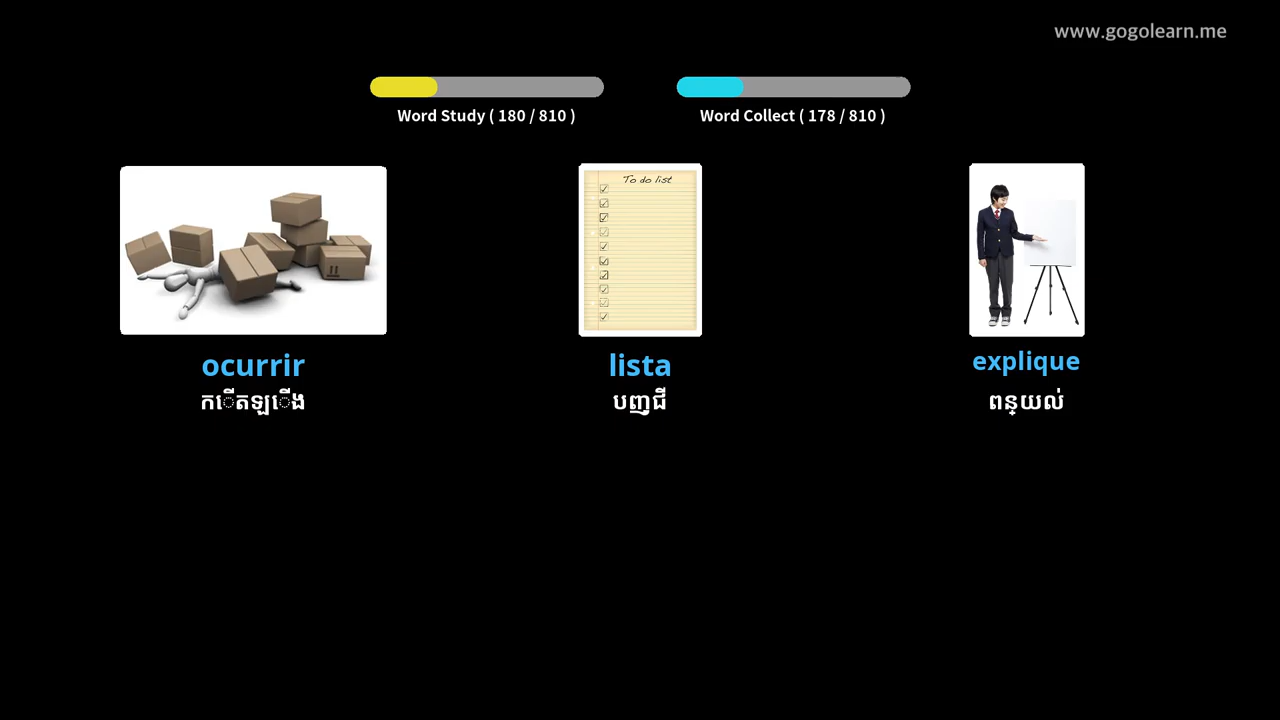 www.gogolearn.me
Word Study ( 180 / 810 )
Word Collect ( 178 / 810 )
To do list
ocurrir
កើតឡើង
lista
បញ្ជី
explique
ពន្យល់